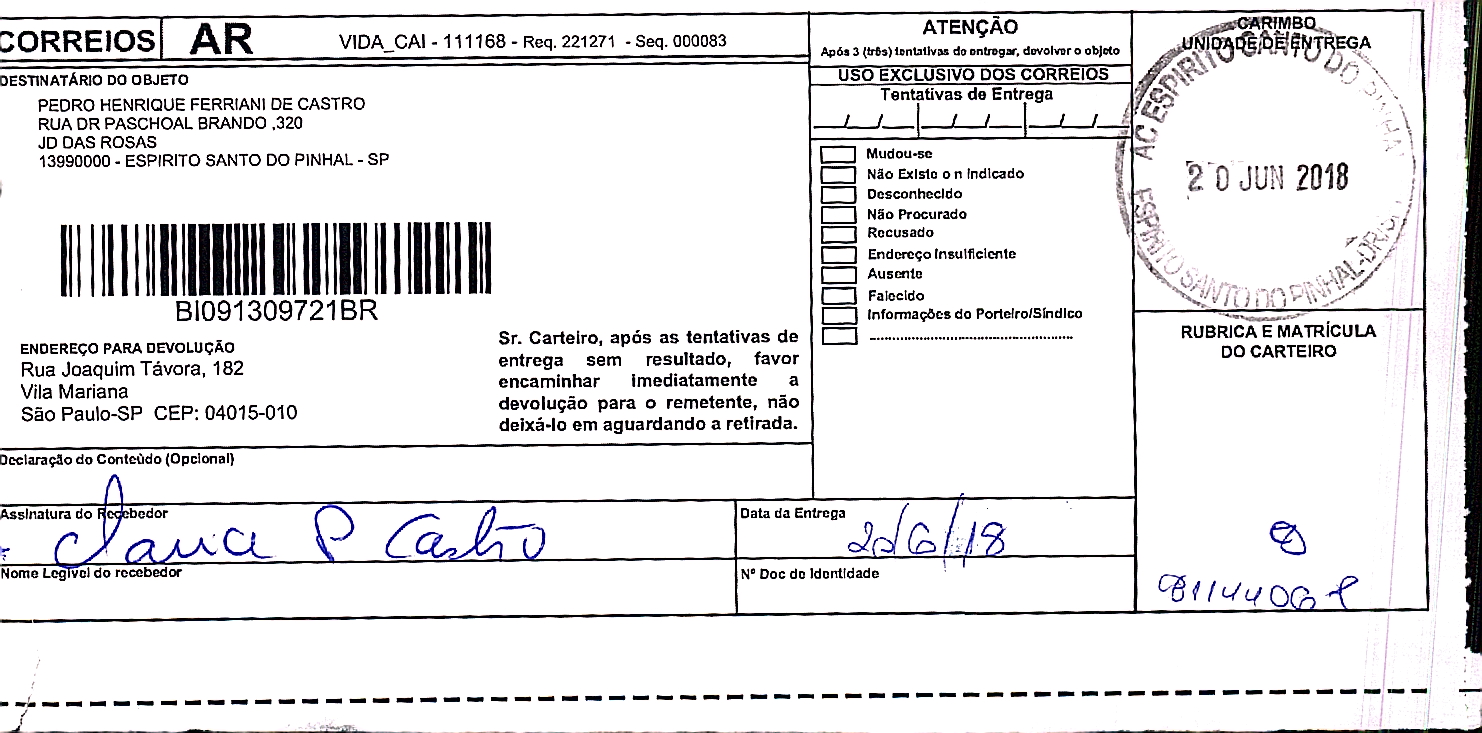 CORREIOS AR VIDA_CAI - 111168 - Req. 221271 - Seq. 000083
DESTINATÁRIO DO OBJETO
PEDRO HENRIQUE FERRIANI DE CASTRO
RUA DR PASCHOAL BRANDO ,320
JD DAS ROSAS
13990000 - ESPIRITO SANTO DO PINHAL - SP
BI091309721BR
ENDEREÇO PARA DEVOLUÇÃO
Rua Joaquim Távora, 182
Vila Mariana
São Paulo-SP CEP: 04015-010
Sr. Carteiro, após as tentativas de
entrega sem resultado, favor
encaminhar imediatamente a
devolução para o remetente, não
deixá-lo em aguardando a retirada.
ATENÇÃO
Após 3 (três) tentativas de entregar, devolver o objeto
USO EXCLUSIVO DOS CORREIOS
Tentativas de Entrega
Mudou-se
Não Existe o n Indicado
Desconhecido
Não Procurado
Recusado
Endereço Insuficiente
Ausente
Falecido
Informações do Porteiro/Síndico
CARIMBO
UNIDADE DE ENTREGA
AC ESPIRITO SANTO DO PINHAL
20 JUN 2018
ESPIRITO SANTO DO PINHAL-DR/SP
RUBRICA E MATRÍCULA
DO CARTEIRO
Declaração do Conteúdo (Opcional)
Assinatura do Recebedor
P Castro
Data da Entrega
20/6/18
Nome Legível do recebedor
Nº Doc de Identidade